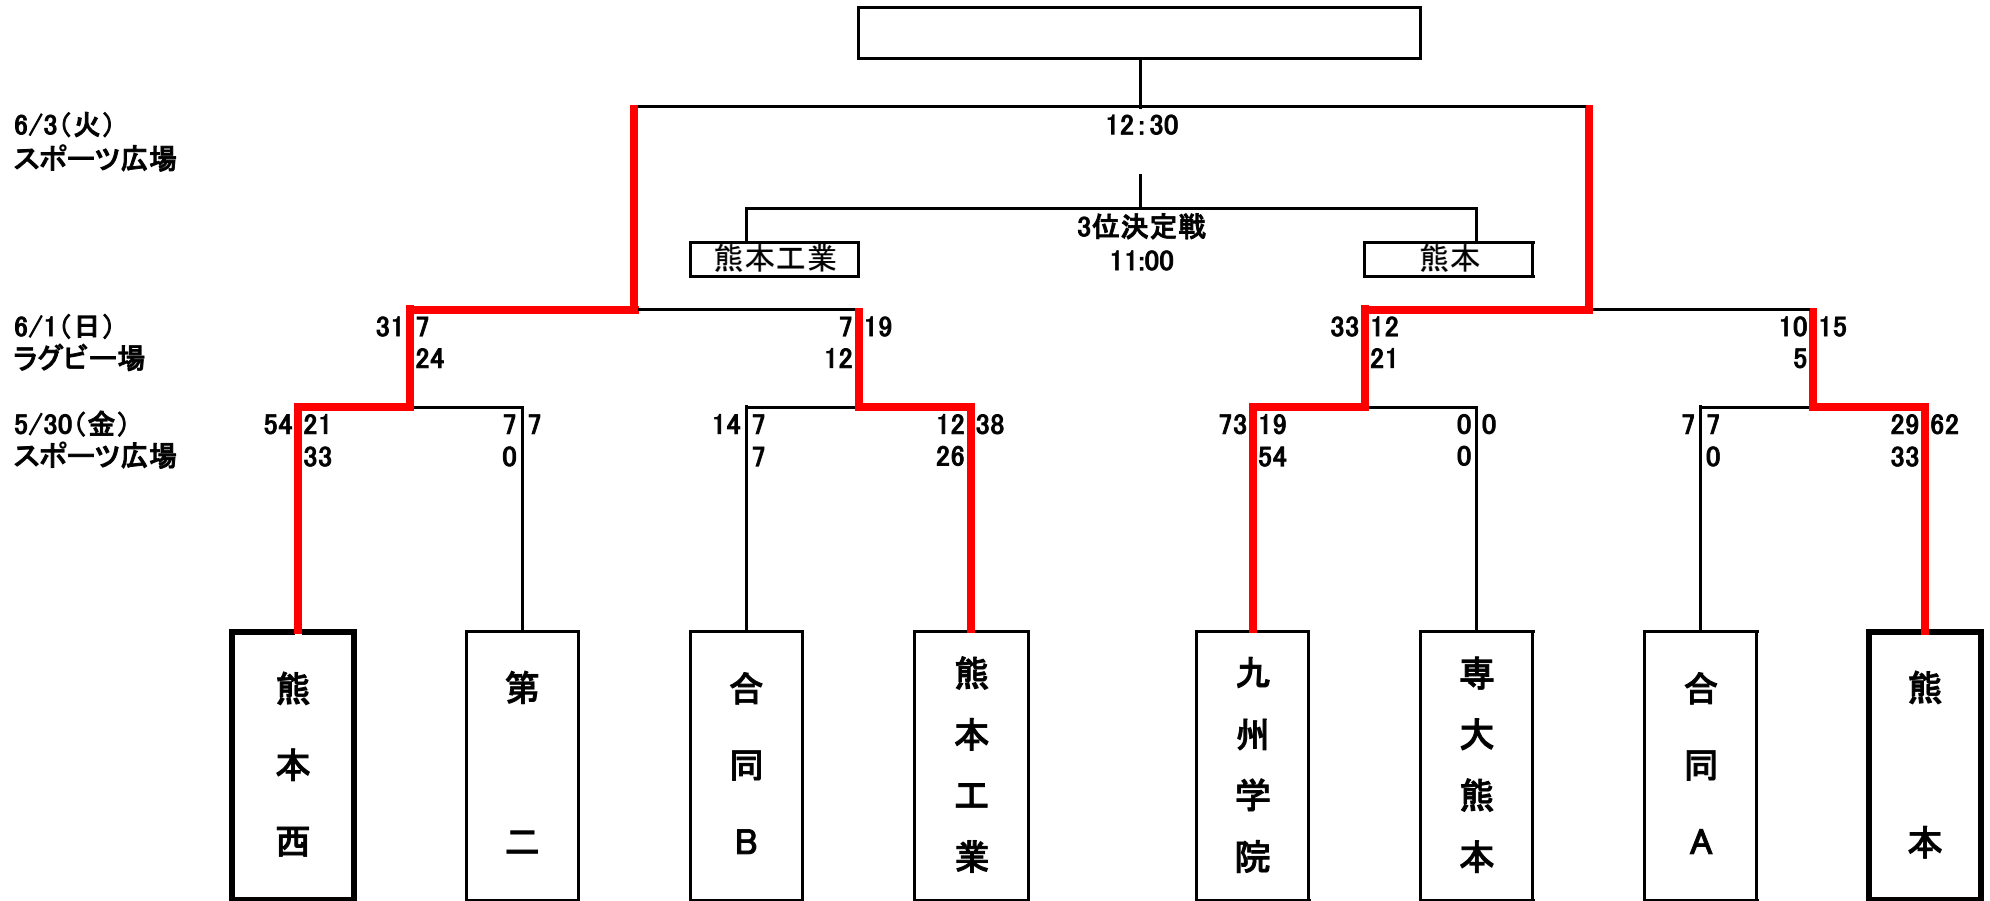 6/3(火)
スポーツ広場
12:30
3位決定戦
11:00
熊本工業
熊本
6/1(日)
ラグビー場
31 7 7 19
24 12
33 12 10 15
21 5
5/30(金)
スポーツ広場
54 21 7 7
33 0
14 7 12 38
7 26
73 19 0 0
54 0
7 7 29 62
0 33
熊本西
第二
合同B
熊本工業
九州学院
専大熊本
合同A
熊本